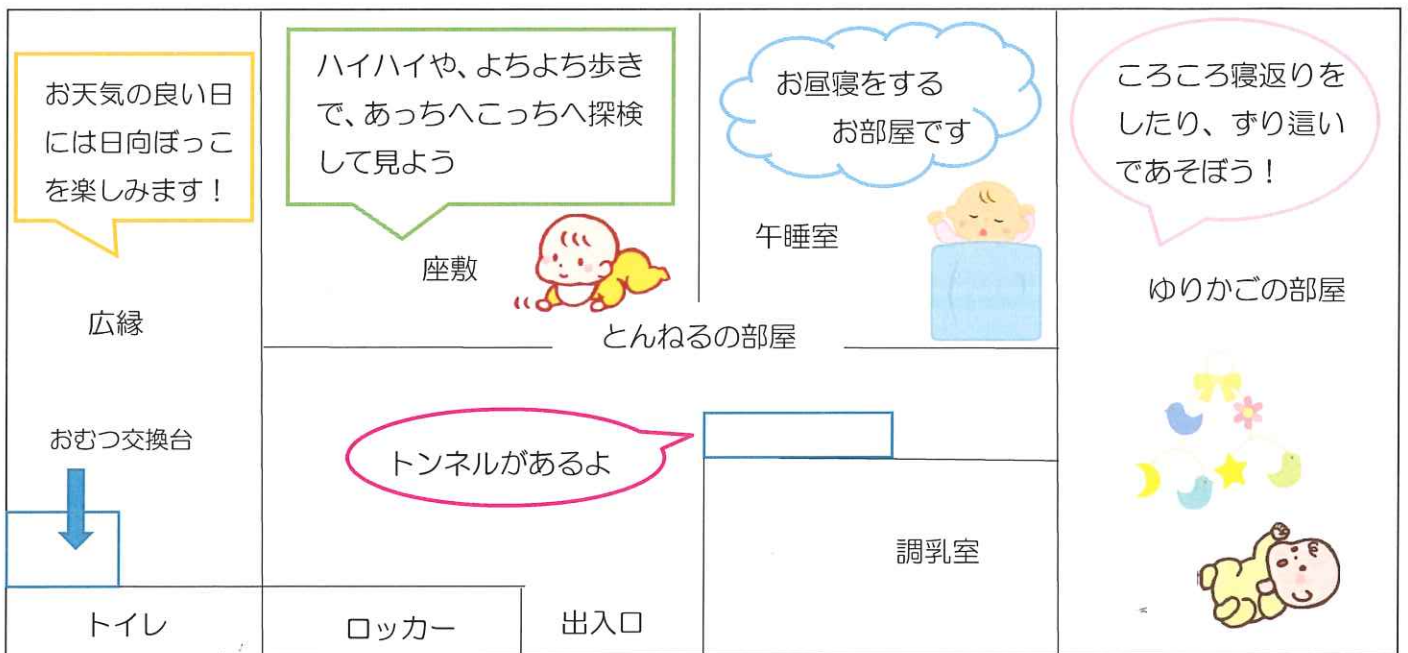 お天気の良い日
には日向ぼっこ
を楽しみます！
ハイハイや、よちよち歩き
で、あっちへこっちへ探検
して見よう
お昼寝をする
お部屋です
ころころ寝返りを
したり、ずり這い
であそぼう！
広縁
座敷
午睡室
ゆりかごの部屋
とんねるの部屋
おむつ交換台
トンネルがあるよ
調乳室
トイレ
ロッカー
出入口